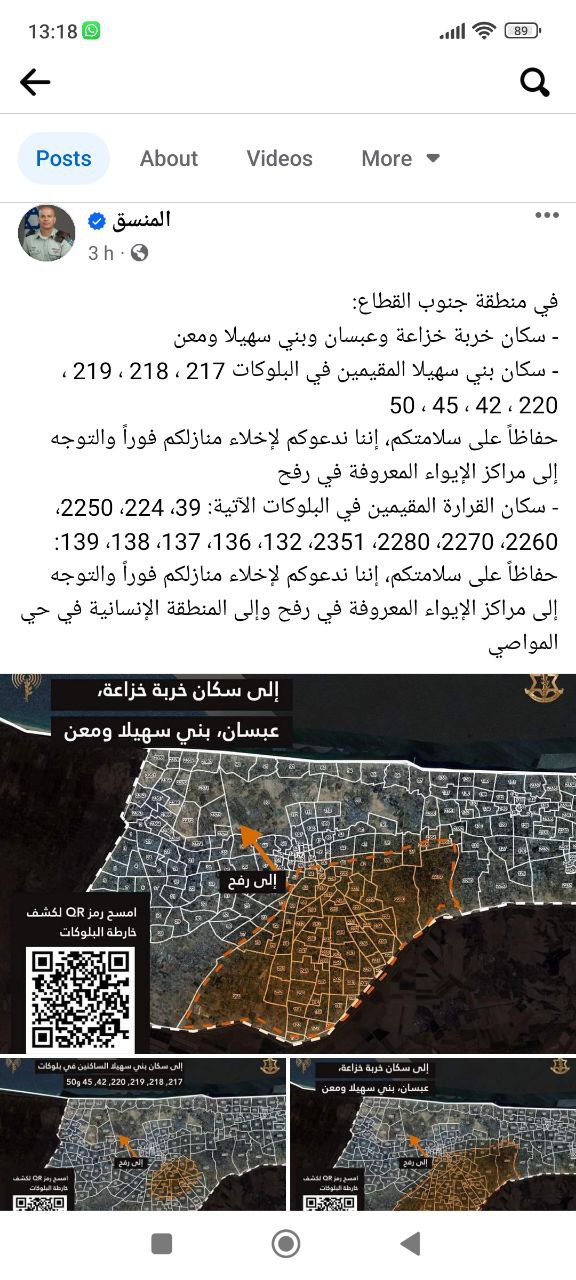 13:18
89
Posts About Videos More
المنسق
3 h
في منطقة جنوب القطاع:
- سكان خربة خزاعة وعبسان وبني سهيلا ومعن
- سكان بني سهيلا المقيمين في البلوكات 217 ، 218 ، 219 ،
220 ، 42 ، 45 ، 50
حفاظاً على سلامتكم، إننا ندعوكم لإخلاء منازلكم فوراً والتوجه
إلى مراكز الإيواء المعروفة في رفح
- سكان القرارة المقيمين في البلوكات الآتية: 39، 224، 2250،
2260، 2270، 2280، 2351، 132، 136، 137، 138، 139:
حفاظاً على سلامتكم، إننا ندعوكم لإخلاء منازلكم فوراً والتوجه
إلى مراكز الإيواء المعروفة في رفح وإلى المنطقة الإنسانية في حي
المواصي
إلى سكان خربة خزاعة،
عبسان، بني سهيلا ومعن
إلى رفح
امسح رمز QR لكشف
خارطة البلوكات
إلى سكان بني سهيلا الساكنين في بلوكات
217، 218، 219، 220، 42، 45 و50
إلى رفح
امسح رمز QR لكشف
خارطة البلوكات
إلى سكان خربة خزاعة،
عبسان، بني سهيلا ومعن
إلى رفح
امسح رمز QR لكشف
خارطة البلوكات